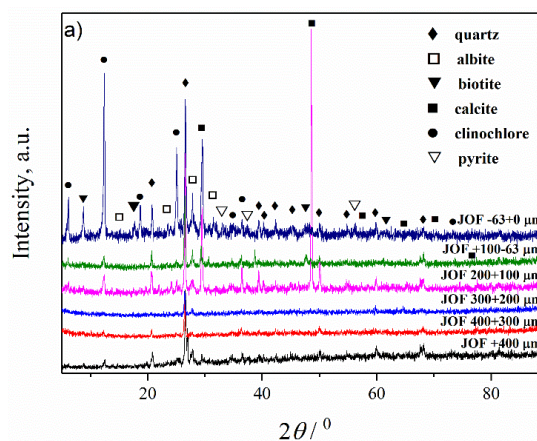 a)
quartz
albite
biotite
calcite
clinochlore
pyrite
Intensity, a.u.
JOF -63+0 µm
JOF +100-63 µm
JOF 200+100 µm
JOF 300+200 µm
JOF 400+300 µm
JOF +400 µm
20 40 60 80
2θ/ 0